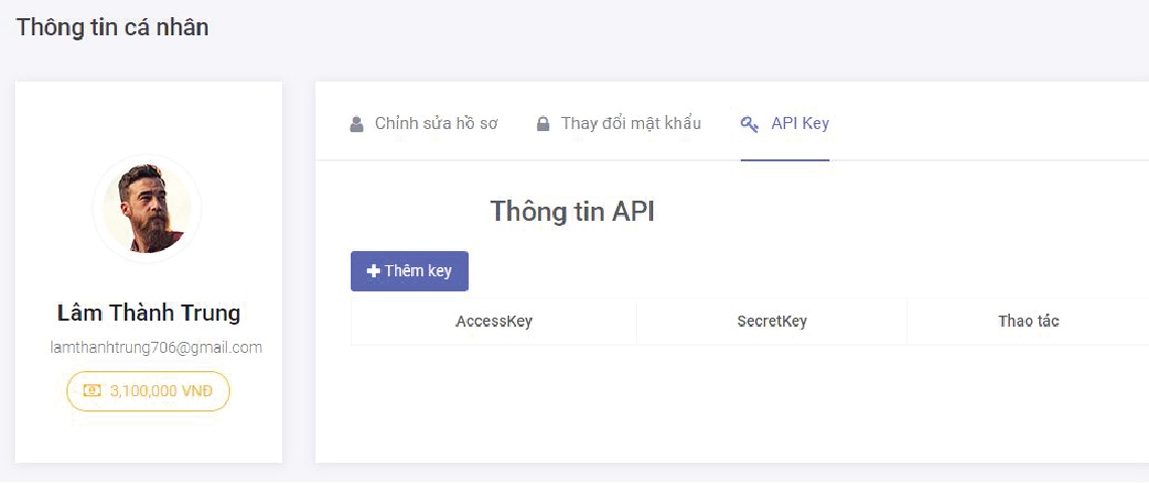 Thông tin cá nhân
Chỉnh sửa hồ sơ
Thay đổi mật khẩu
API Key
Lâm Thành Trung
lamthanhtrung706@gmail.com
3,100,000 VNĐ
Thông tin API
Thêm key
AccessKey SecretKey Thao tác